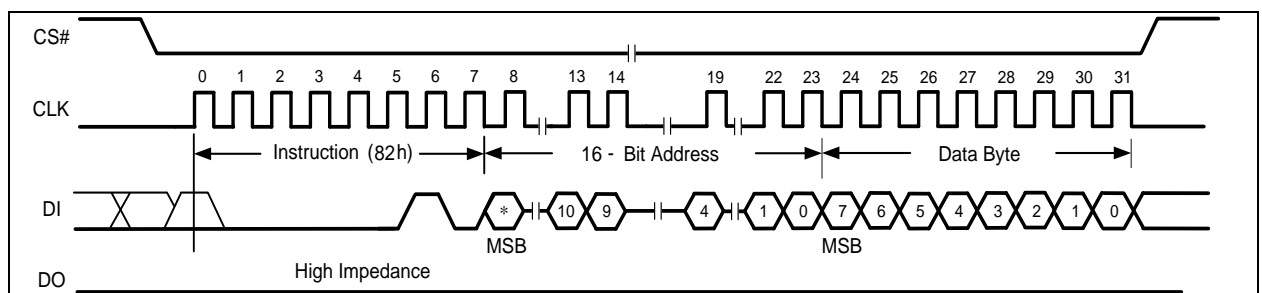 CS#
0 1 2 3 4 5 6 7 8 13 14 19 22 23 24 25 26 27 28 29 30 31
CLK
Instruction (82h) 16 - Bit Address Data Byte
DI * 10 9 4 1 0 7 6 5 4 3 2 1 0
MSB MSB
High Impedance
DO